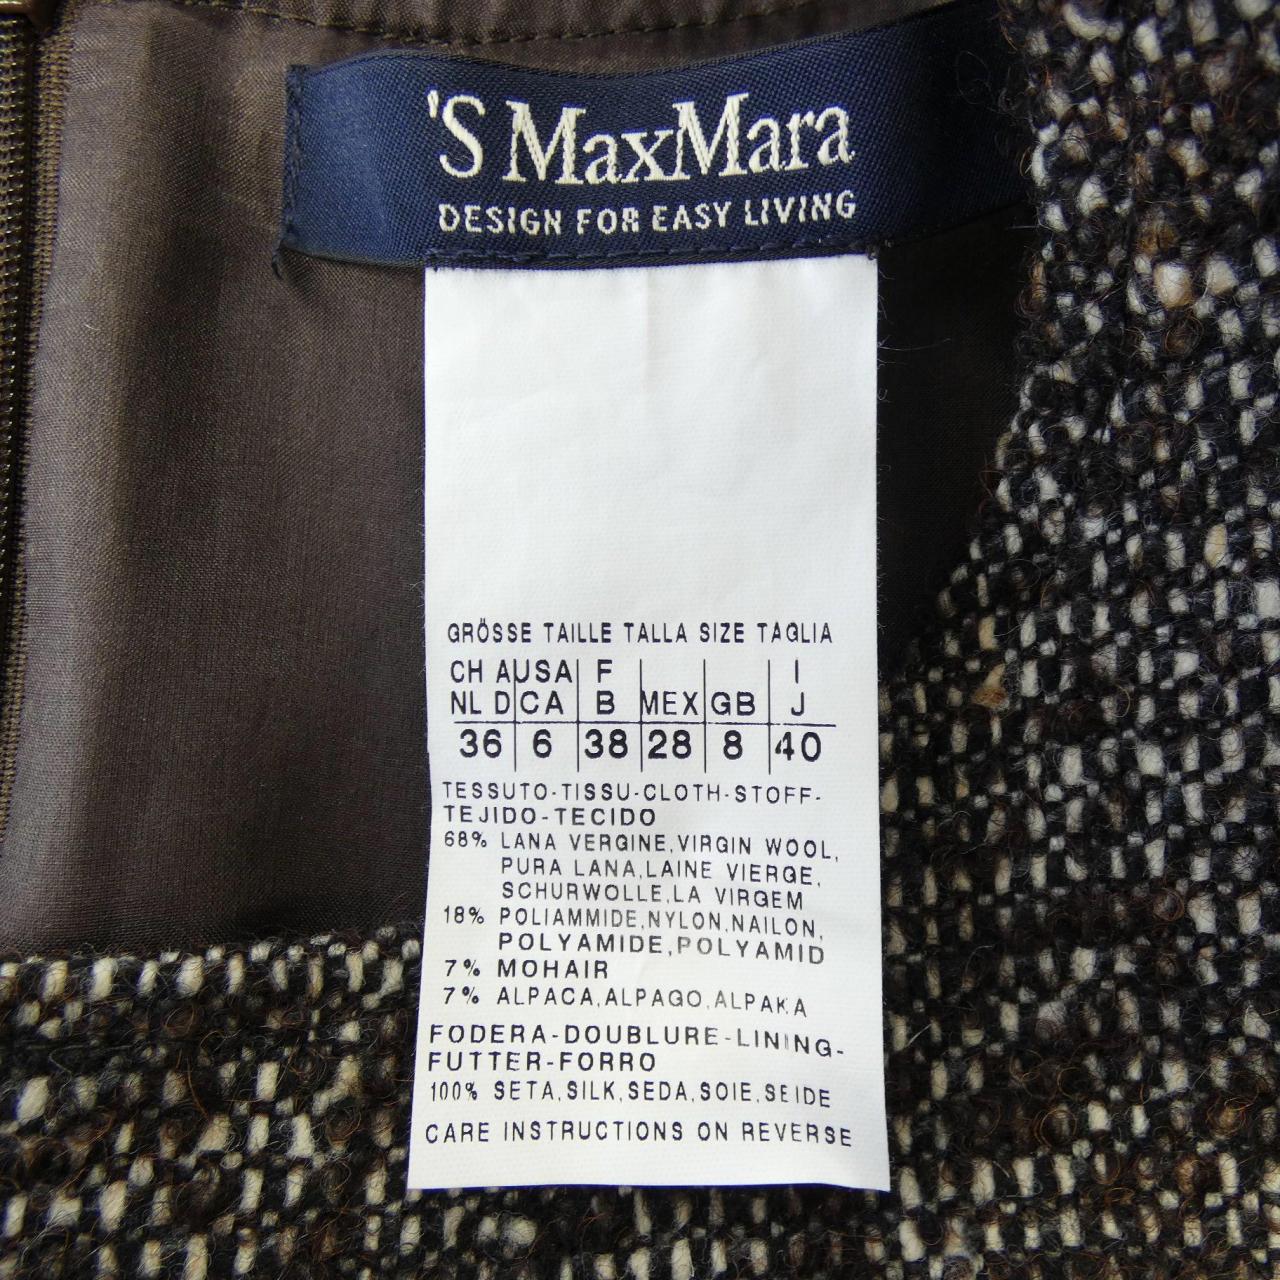 'S MaxMara
DESIGN FOR EASY LIVING
GRÖSSE TAILLE TALLA SIZE TAGLIA
CH A USA F I
NL D CA B MEX GB J
36 6 38 28 8 40
TESSUTO-TISSU-CLOTH-STOFF-
TEJIDO-TECIDO
68% LANA VERGINE,VIRGIN WOOL,
PURA LANA,LAINE VIERGE,
SCHURWOLLE,LA VIRGEM
18% POLIAMMIDE,NYLON,NAILON,
POLYAMIDE,POLYAMID
7% MOHAIR
7% ALPACA,ALPAGO,ALPAKA
FODERA-DOUBLURE-LINING-
FUTTER-FORRO
100% SETA,SILK,SEDA,SOIE,SEIDE
CARE INSTRUCTIONS ON REVERSE